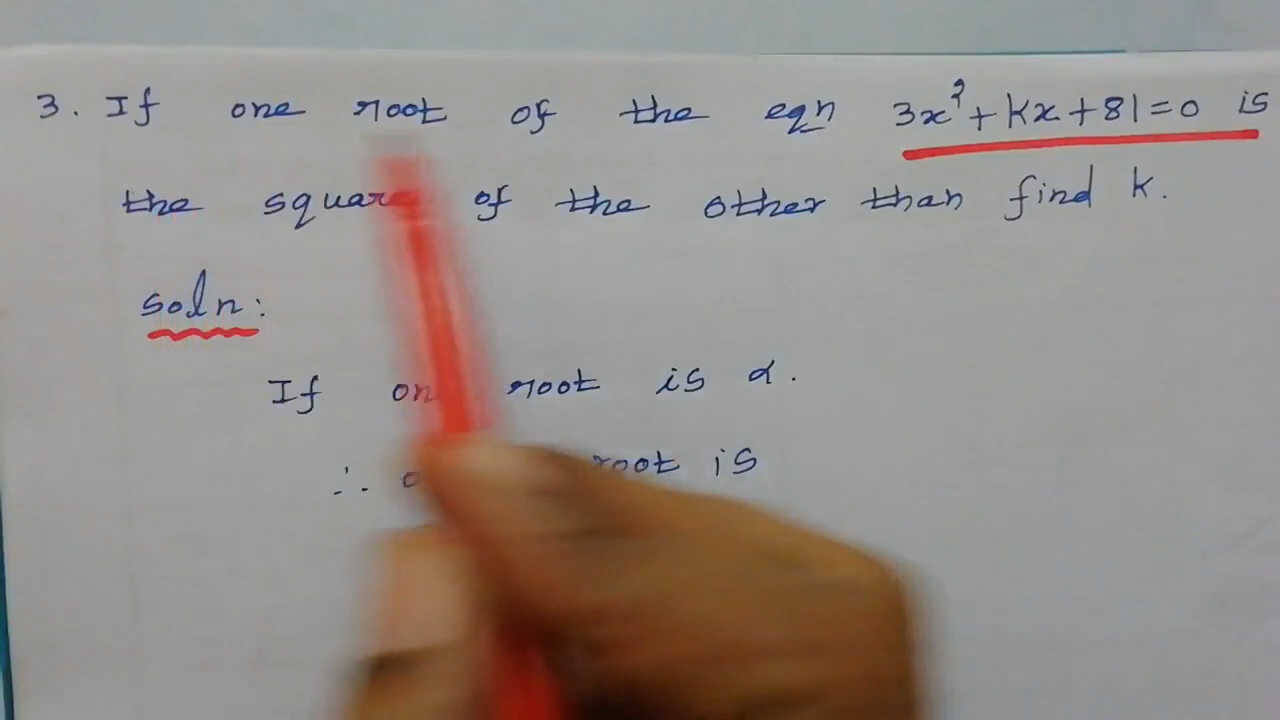 3. If one root of the eqn 3x²+kx+81=0 is
the square of the other than find k.
soln:
If one root is α.
∴ root is